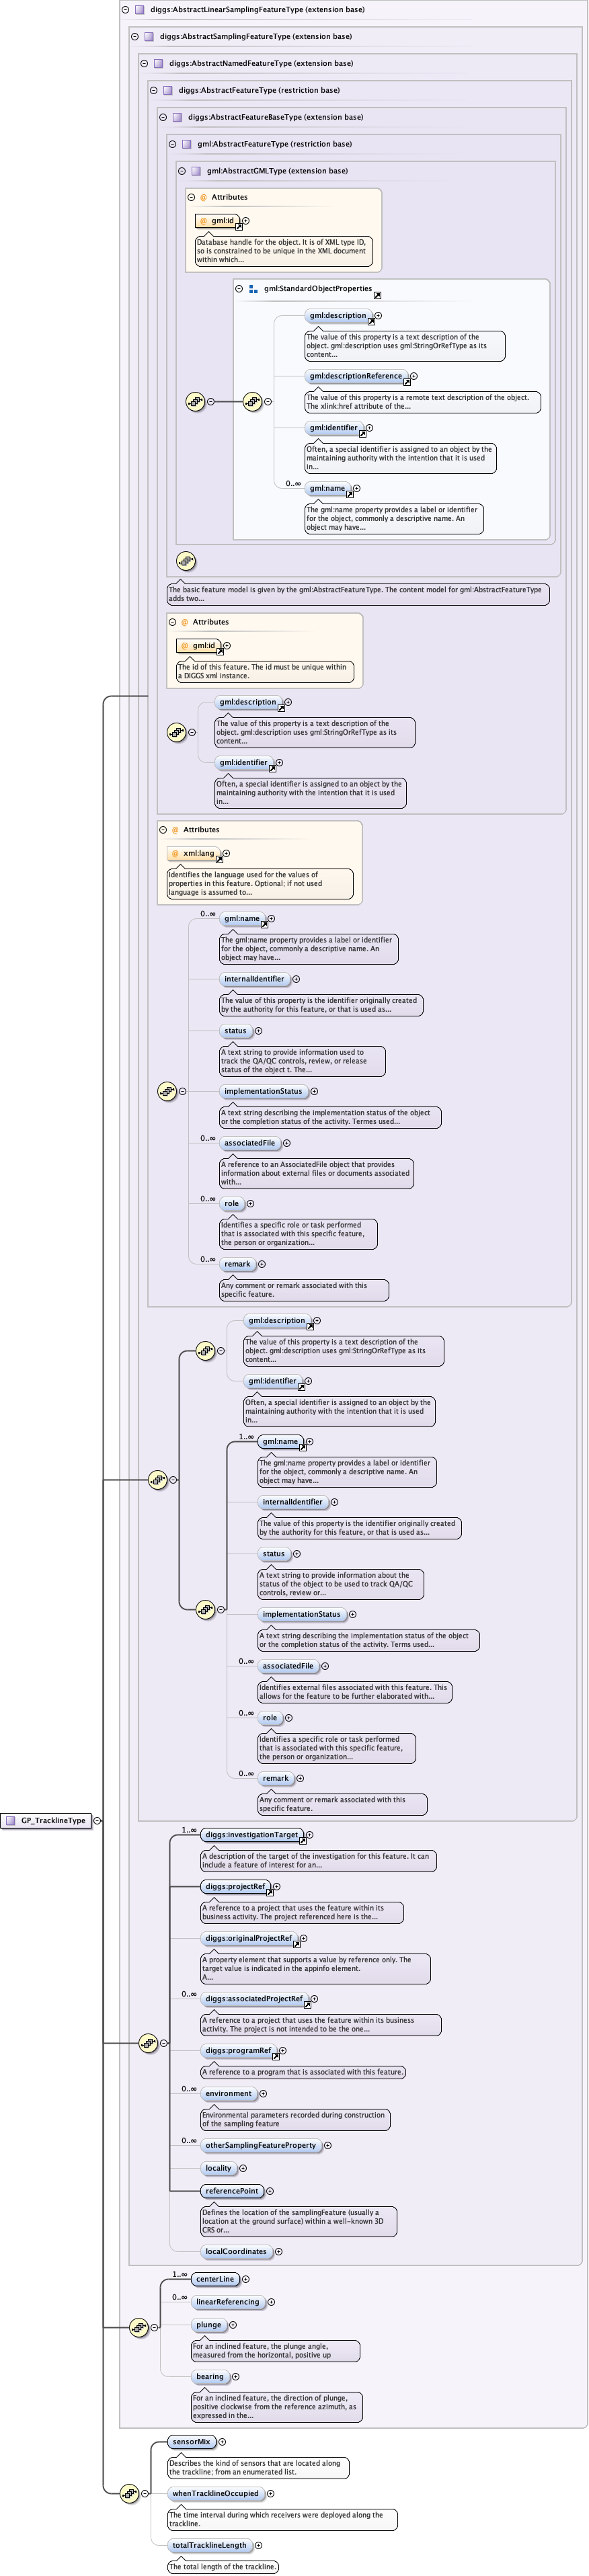 diggs:AbstractLinearSamplingFeatureType (extension base)
diggs:AbstractSamplingFeatureType (extension base)
diggs:AbstractNamedFeatureType (extension base)
diggs:AbstractFeatureType (restriction base)
diggs:AbstractFeatureBaseType (extension base)
gml:AbstractFeatureType (restriction base)
gml:AbstractGMLType (extension base)
@ Attributes
@ gml:id
Database handle for the object. It is of XML type ID,
so is constrained to be unique in the XML document
within which...
gml:StandardObjectProperties
gml:description
The value of this property is a text description of the
object. gml:description uses gml:StringOrRefType as its
content...
gml:descriptionReference
The value of this property is a remote text description of the object.
The xlink:href attribute of the...
gml:identifier
Often, a special identifier is assigned to an object by the
maintaining authority with the intention that it is used
in...
0..∞
gml:name
The gml:name property provides a label or identifier
for the object, commonly a descriptive name. An
object may have...
The basic feature model is given by the gml:AbstractFeatureType. The content model for gml:AbstractFeatureType
adds two...
@ Attributes
@ gml:id
The id of this feature. The id must be unique within
a DIGGS xml instance.
gml:description
The value of this property is a text description of the
object. gml:description uses gml:StringOrRefType as its
content...
gml:identifier
Often, a special identifier is assigned to an object by the
maintaining authority with the intention that it is used
in...
@ Attributes
@ xml:lang
Identifies the language used for the values of
properties in this feature. Optional; if not used
language is assumed to...
0..∞
gml:name
The gml:name property provides a label or identifier
for the object, commonly a descriptive name. An
object may have...
internalIdentifier
The value of this property is the identifier originally created
by the authority for this feature, or that is used as...
status
A text string to provide information used to
track the QA/QC controls, review, or release
status of the object t. The...
implementationStatus
A text string describing the implementation status of the object
or the completion status of the activity. Termes used...
0..∞
associatedFile
A reference to an AssociatedFile object that provides
information about external files or documents associated
with...
0..∞
role
Identifies a specific role or task performed
that is associated with this specific feature,
the person or organization...
0..∞
remark
Any comment or remark associated with this
specific feature.
gml:description
The value of this property is a text description of the
object. gml:description uses gml:StringOrRefType as its
content...
gml:identifier
Often, a special identifier is assigned to an object by the
maintaining authority with the intention that it is used
in...
1..∞
gml:name
The gml:name property provides a label or identifier
for the object, commonly a descriptive name. An
object may have...
internalIdentifier
The value of this property is the identifier originally created
by the authority for this feature, or that is used as...
status
A text string to provide information about the
status of the object to be used to track QA/QC
controls, review or...
implementationStatus
A text string describing the implementation status of the object
or the completion status of the activity. Terms used...
0..∞
associatedFile
Identifies external files associated with this feature. This
allows for the feature to be further elaborated with...
0..∞
role
Identifies a specific role or task performed
that is associated with this specific feature,
the person or organization...
0..∞
remark
Any comment or remark associated with this
specific feature.
GP_TracklineType
1..∞
diggs:investigationTarget
A description of the target of the investigation for this feature. It can
include a feature of interest for an...
diggs:projectRef
A reference to a project that uses the feature within its
business activity. The project referenced here is the...
diggs:originalProjectRef
A property element that supports a value by reference only. The
target value is indicated in the appinfo element.
A...
0..∞
diggs:associatedProjectRef
A reference to a project that uses the feature within its business
activity. The project is not intended to be the one...
0..∞
diggs:programRef
A reference to a program that is associated with this feature.
0..∞
environment
Environmental parameters recorded during construction
of the sampling feature
0..∞
otherSamplingFeatureProperty
locality
referencePoint
Defines the location of the samplingFeature (usually a
location at the ground surface) within a well-known 3D
CRS or...
localCoordinates
1..∞
centerLine
0..∞
linearReferencing
plunge
For an inclined feature, the plunge angle,
measured from the horizontal, positive up
bearing
For an inclined feature, the direction of plunge,
positive clockwise from the reference azimuth, as
expressed in the...
sensorMix
Describes the kind of sensors that are located along
the trackline; from an enumerated list.
whenTracklineOccupied
The time interval during which receivers were deployed along the
trackline.
totalTracklineLength
The total length of the trackline.